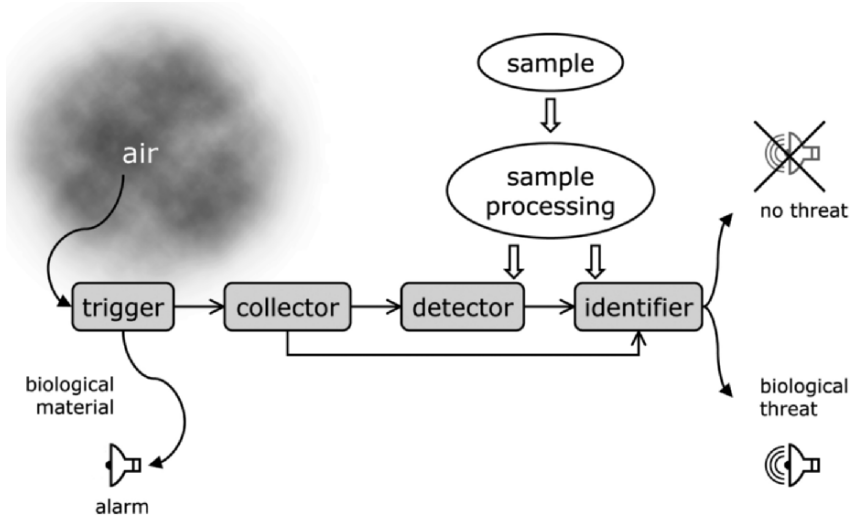 sample
air
sample
processing
no threat
trigger
collector
detector
identifier
biological
material
biological
threat
alarm